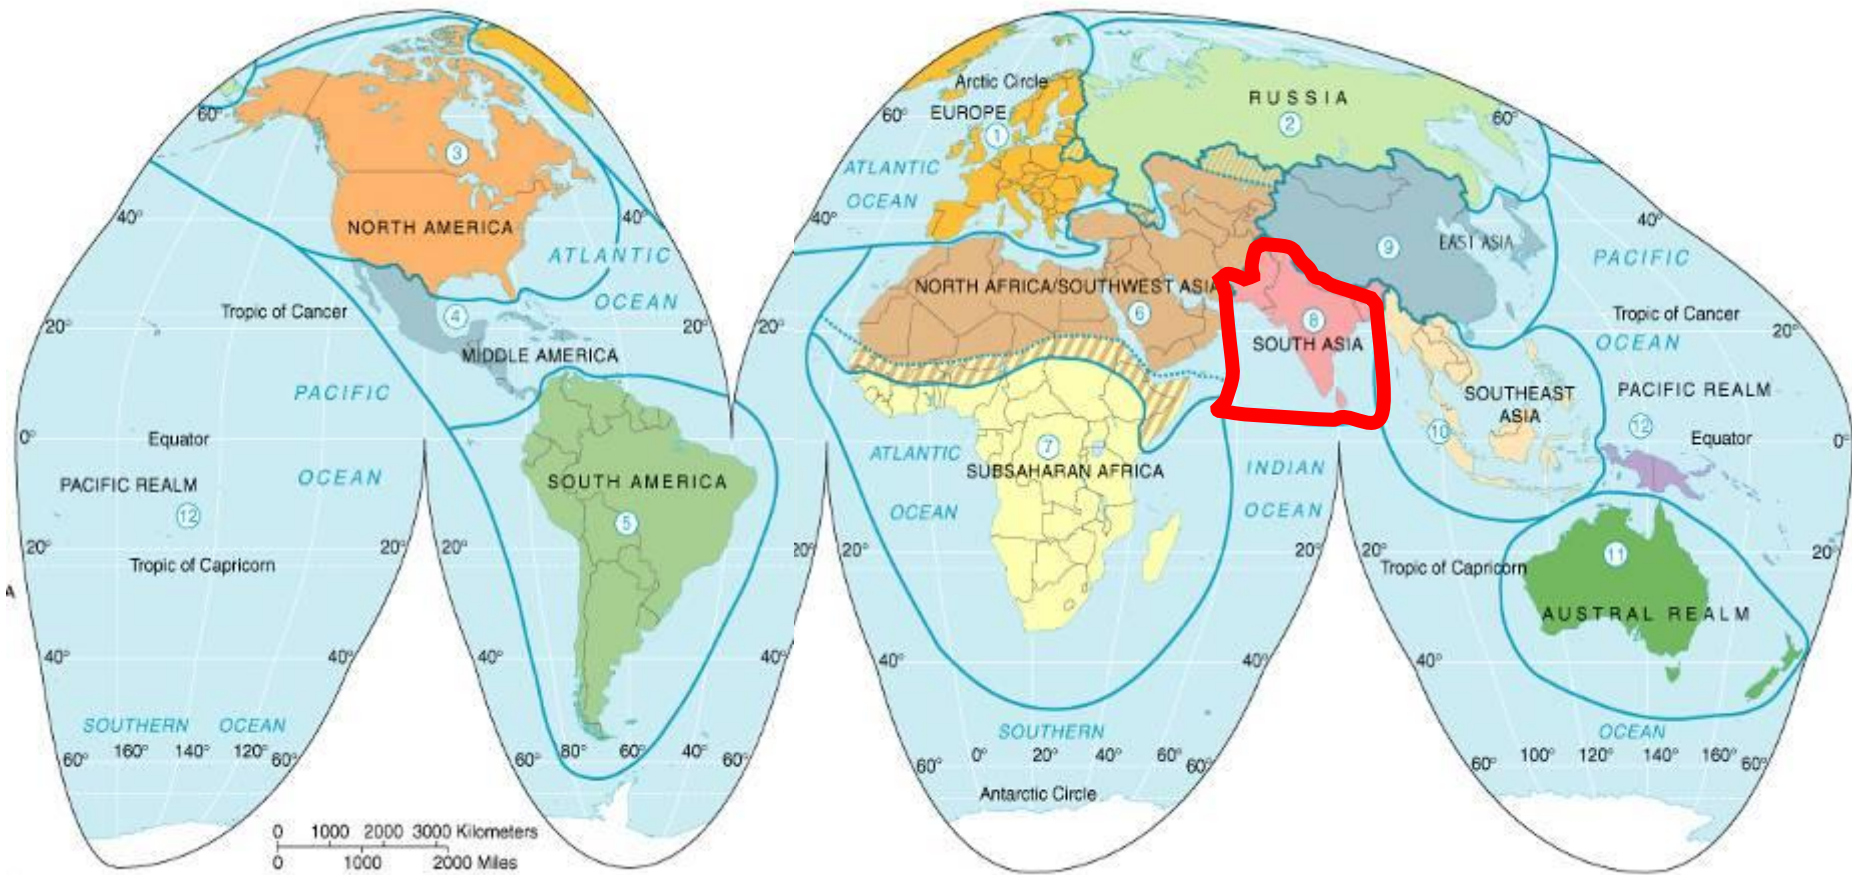 Arctic Circle
RUSSIA
EUROPE
60°
60°
60°
1
2
3
ATLANTIC
OCEAN
40°
40°
40°
40°
NORTH AMERICA
EAST ASIA
9
ATLANTIC
OCEAN
PACIFIC
OCEAN
NORTH AFRICA/SOUTHWEST ASIA
6
8
SOUTH ASIA
Tropic of Cancer
4
Tropic of Cancer
20°
20°
20°
20°
MIDDLE AMERICA
PACIFIC
OCEAN
SOUTHEAST
ASIA
10
PACIFIC REALM
12
0°
Equator
Equator
0°
7
SUBSAHARAN AFRICA
ATLANTIC
OCEAN
INDIAN
OCEAN
PACIFIC REALM
12
SOUTH AMERICA
5
11
20°
20°
20°
20°
20°
20°
20°
20°
Tropic of Capricorn
Tropic of Capricorn
A
AUSTRAL REALM
40°
40°
40°
40°
40°
40°
40°
SOUTHERN OCEAN
SOUTHERN
OCEAN
60° 160° 140° 120° 60°
60° 80° 60° 40° 60°
60° 0° 20° 40° 60° 60°
60° 100° 120° 140° 160° 60°
Antarctic Circle
0 1000 2000 3000 Kilometers
0 1000 2000 Miles